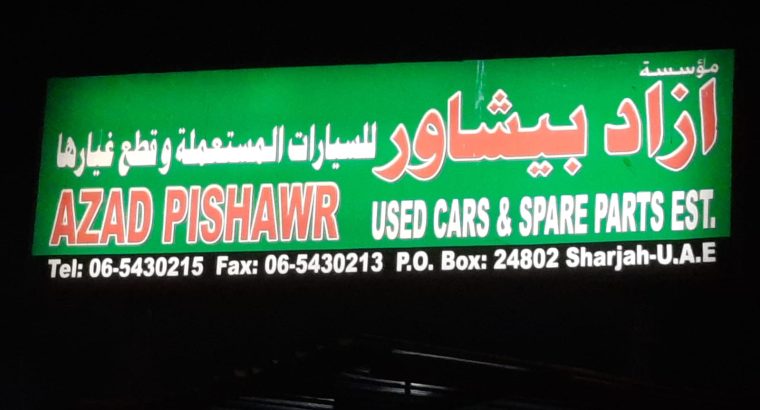 مؤسسة
ازاد بيشاور للسيارات المستعملة وقطع غيارها
AZAD PISHAWR USED CARS & SPARE PARTS EST.
Tel: 06-5430215 Fax: 06-5430213 P.O. Box: 24802 Sharjah-U.A.E